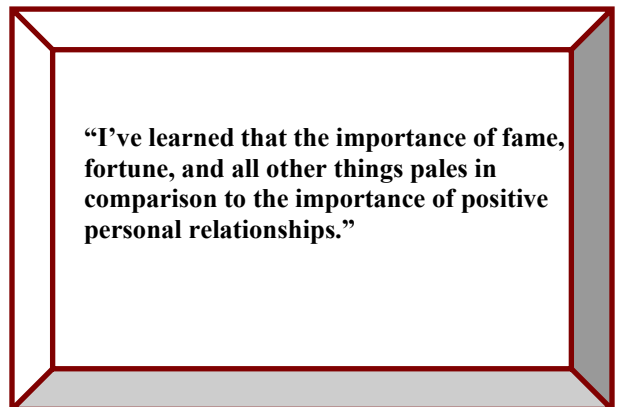 “I’ve learned that the importance of fame,
fortune, and all other things pales in
comparison to the importance of positive
personal relationships.”